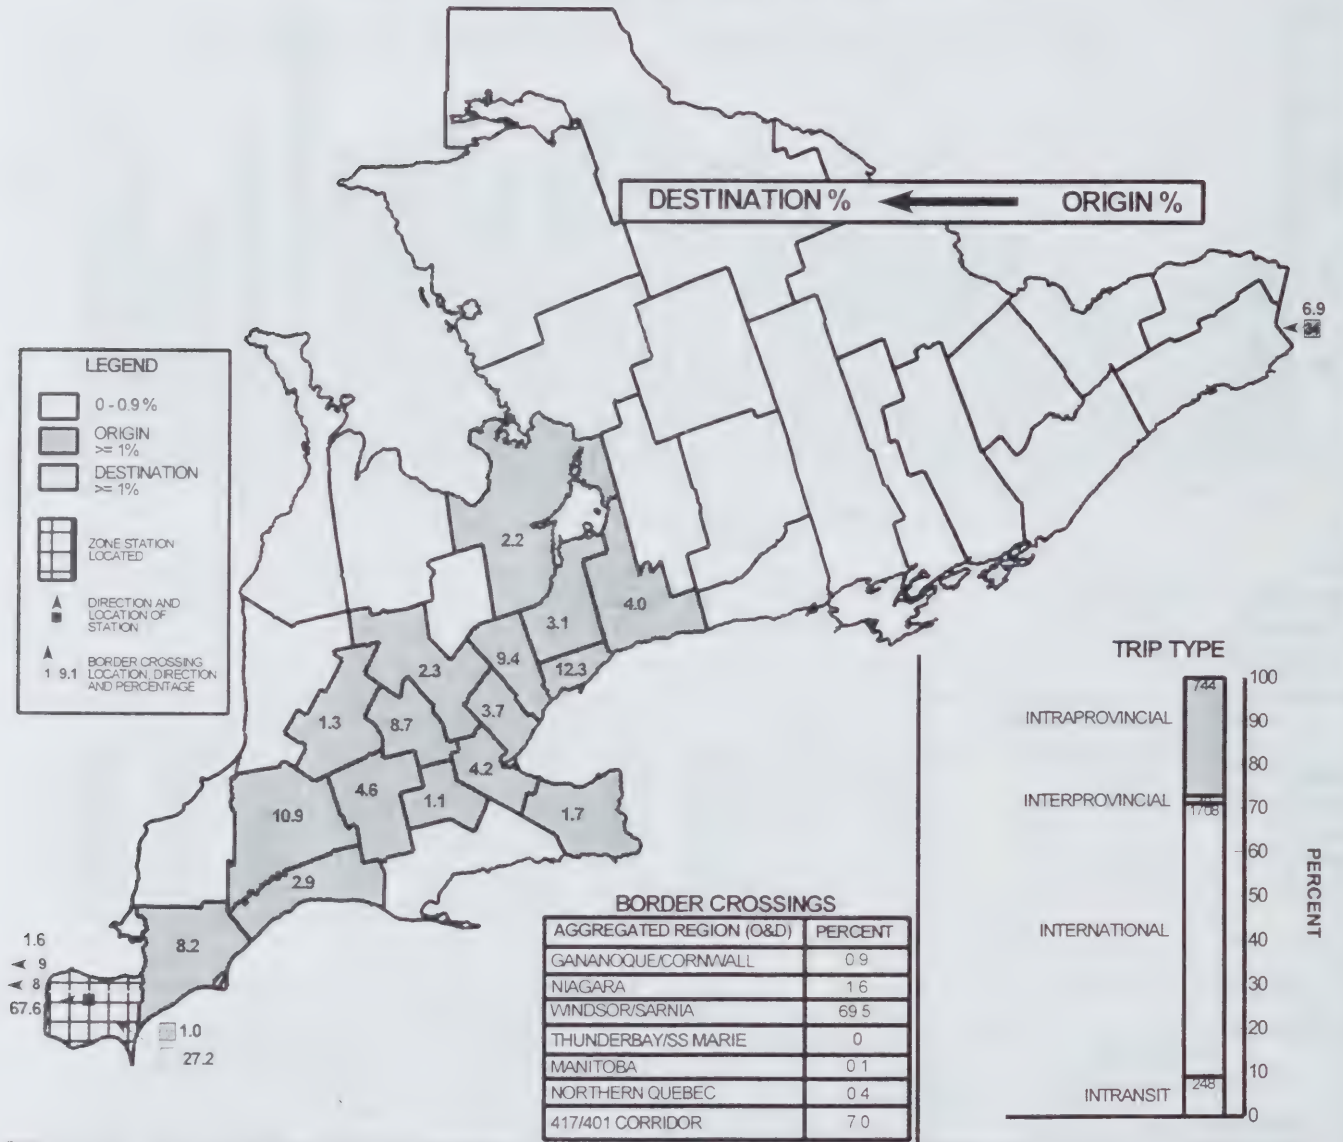 DESTINATION % ORIGIN %
6.9
LEGEND
0 - 0.9 %
ORIGIN
>= 1%
DESTINATION
>= 1%
ZONE STATION
LOCATED
DIRECTION AND
LOCATION OF
STATION
1 9.1 BORDER CROSSING
LOCATION, DIRECTION
AND PERCENTAGE
2.2
3.1
4.0
9.4
12.3
2.3
3.7
1.3
8.7
4.2
4.6
1.1
1.7
10.9
2.9
8.2
1.6
9
8
67.6
1.0
27.2
TRIP TYPE
INTRAPROVINCIAL
INTERPROVINCIAL
INTERNATIONAL
INTRANSIT
744
1708
248
100
90
80
70
60
50
40
30
20
10
0
PERCENT
BORDER CROSSINGS
AGGREGATED REGION (O&D) PERCENT
GANANOQUE/CORNWALL 0.9
NIAGARA 1.6
WINDSOR/SARNIA 69.5
THUNDERBAY/SS MARIE 0
MANITOBA 0.1
NORTHERN QUEBEC 0.4
417/401 CORRIDOR 7.0